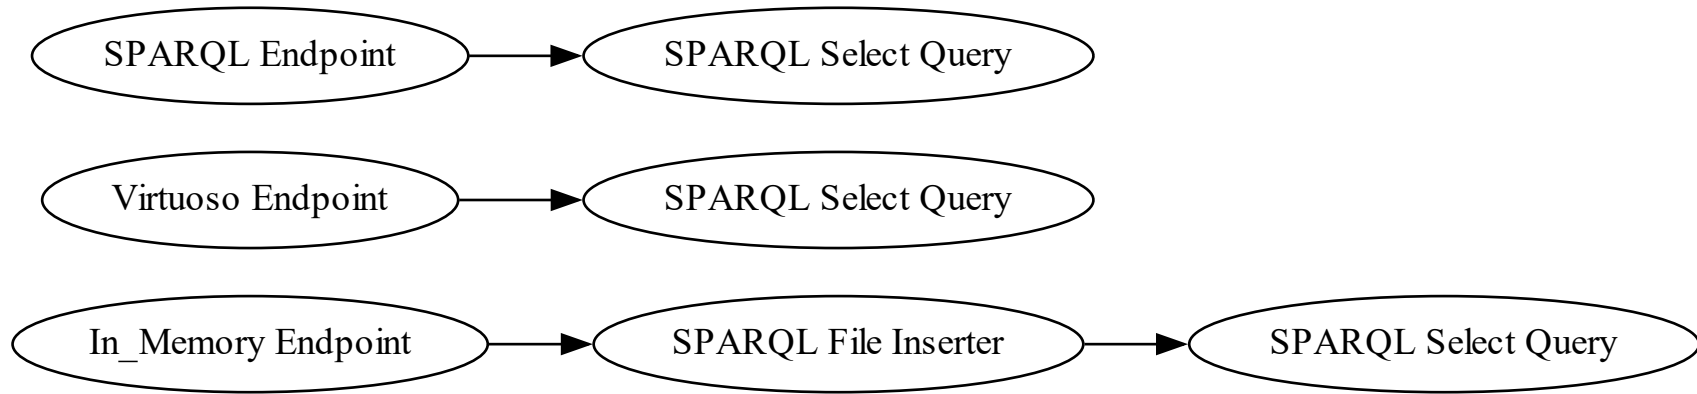 SPARQL Endpoint
SPARQL Select Query
Virtuoso Endpoint
SPARQL Select Query
In_Memory Endpoint
SPARQL File Inserter
SPARQL Select Query